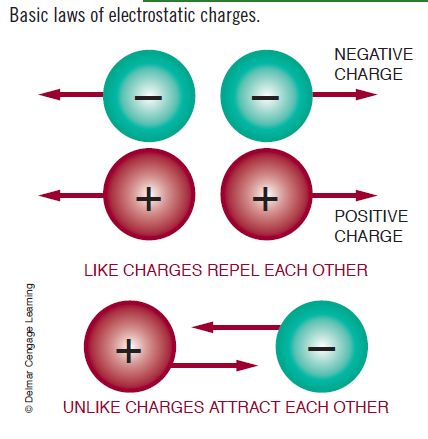 Basic laws of electrostatic charges.
NEGATIVE
CHARGE
− −
+ +
POSITIVE
CHARGE
LIKE CHARGES REPEL EACH OTHER
+ −
UNLIKE CHARGES ATTRACT EACH OTHER
© Delmar Cengage Learning